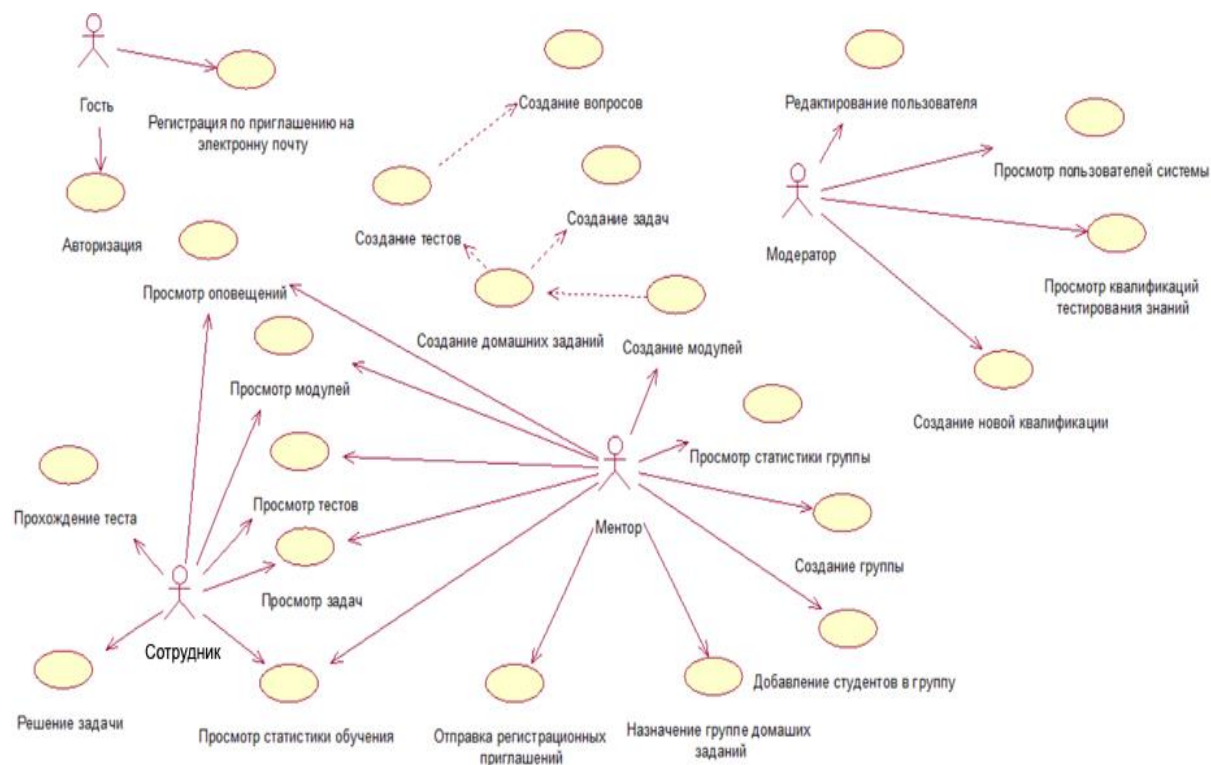 Гость
Регистрация по приглашению на
электронну почту
Создание вопросов
Редактирование пользователя
Просмотр пользователей системы
Авторизация
Создание тестов
Создание задач
Модератор
Просмотр оповещений
Просмотр квалификаций
тестирования знаний
Создание домашних заданий
Создание модулей
Просмотр модулей
Создание новой квалификации
Просмотр статистики группы
Прохождение теста
Просмотр тестов
Ментор
Создание группы
Просмотр задач
Сотрудник
Добавление студентов в группу
Решение задачи
Просмотр статистики обучения
Отправка регистрационных
приглашений
Назначение группе домаших
заданий